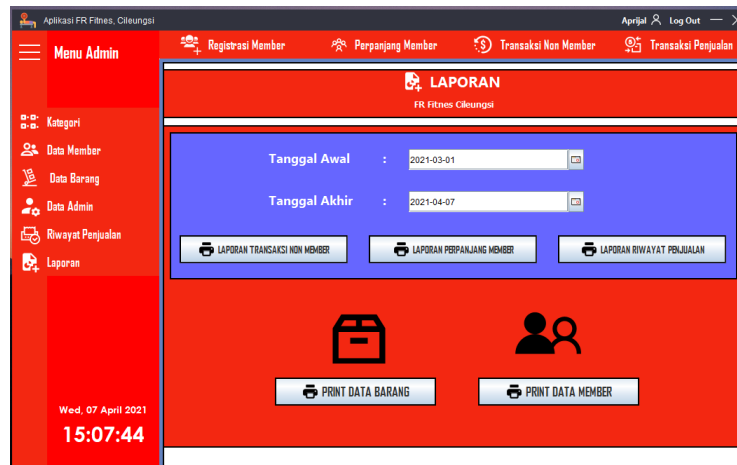 Aplikasi FR Fitnes, Cileungsi
Aprijal Log Out
Menu Admin
Registrasi Member
Perpanjang Member
Transaksi Non Member
Transaksi Penjualan
LAPORAN
FR Fitnes Cileungsi
Kategori
Data Member
Data Barang
Data Admin
Riwayat Penjualan
Laporan
Tanggal Awal : 2021-03-01
Tanggal Akhir : 2021-04-07
LAPORAN TRANSAKSI NON MEMBER
LAPORAN PERPANJANG MEMBER
LAPORAN RIWAYAT PENJUALAN
PRINT DATA BARANG
PRINT DATA MEMBER
Wed, 07 April 2021
15:07:44